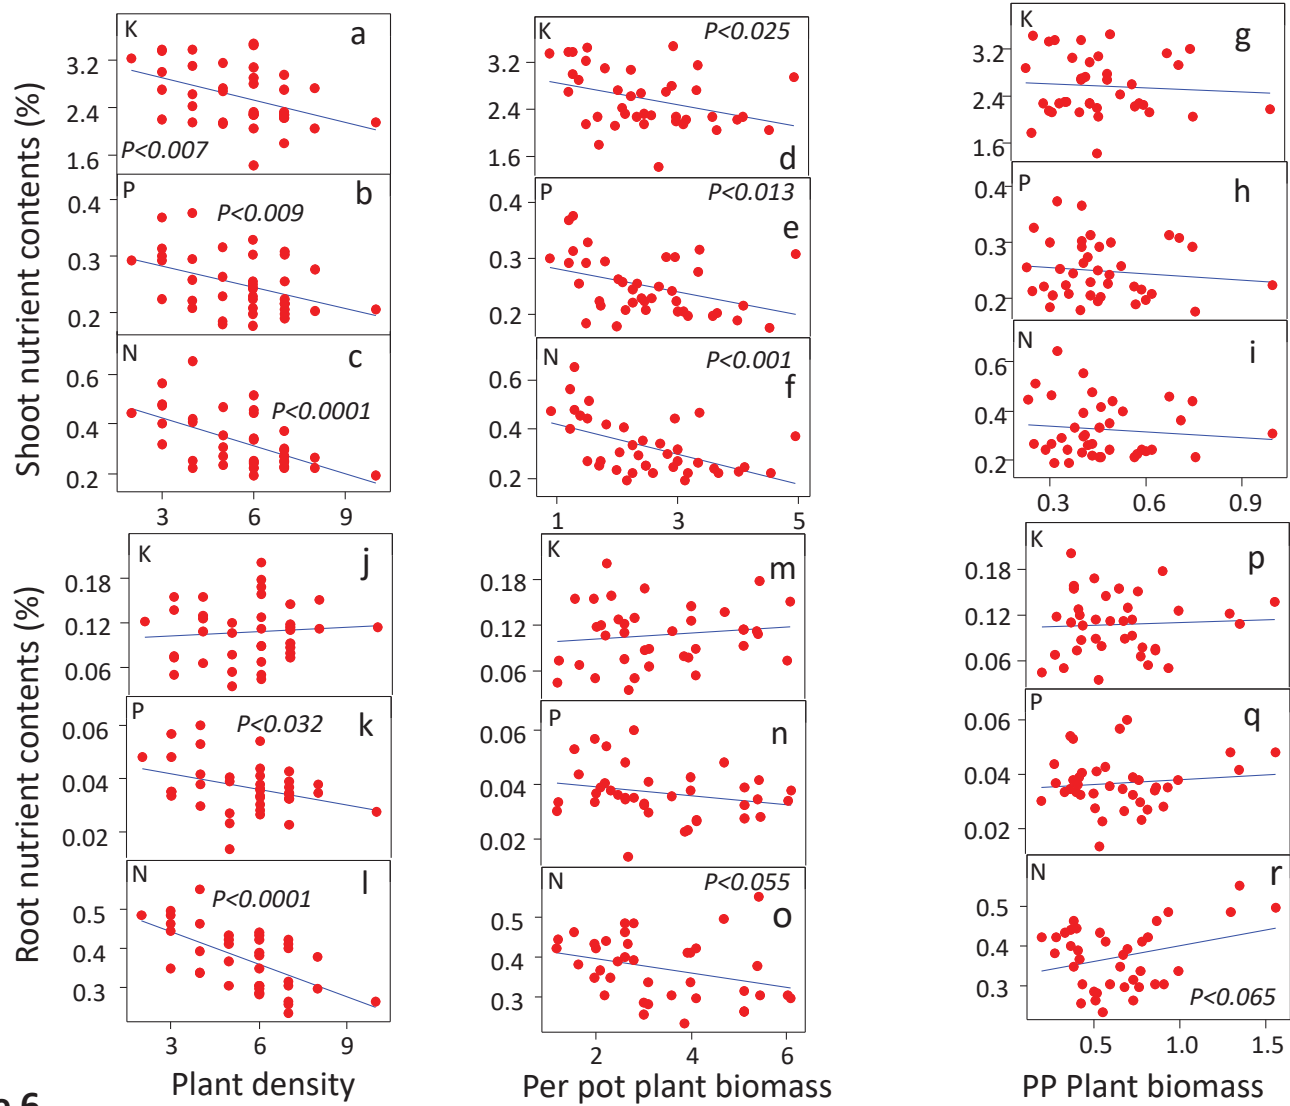 Shoot nutrient contents (%)
K
a
3.2
2.4
1.6
P<0.007
P
b
0.4
0.3
0.2
P<0.009
N
c
0.6
0.4
0.2
P<0.0001
3 6 9
K
d
3.2
2.4
1.6
P<0.025
P
e
0.4
0.3
0.2
P<0.013
N
f
0.6
0.4
0.2
P<0.001
1 3 5
K
g
3.2
2.4
1.6
P
h
0.4
0.3
0.2
N
i
0.6
0.4
0.2
0.3 0.6 0.9
Root nutrient contents (%)
K
j
0.18
0.12
0.06
P
k
0.06
0.04
0.02
P<0.032
N
l
0.5
0.4
0.3
P<0.0001
3 6 9
Plant density
K
m
0.18
0.12
0.06
P
n
0.06
0.04
0.02
N
o
0.5
0.4
0.3
P<0.055
2 4 6
Per pot plant biomass
K
p
0.18
0.12
0.06
P
q
0.06
0.04
0.02
N
r
0.5
0.4
0.3
P<0.065
0.5 1.0 1.5
PP Plant biomass
6